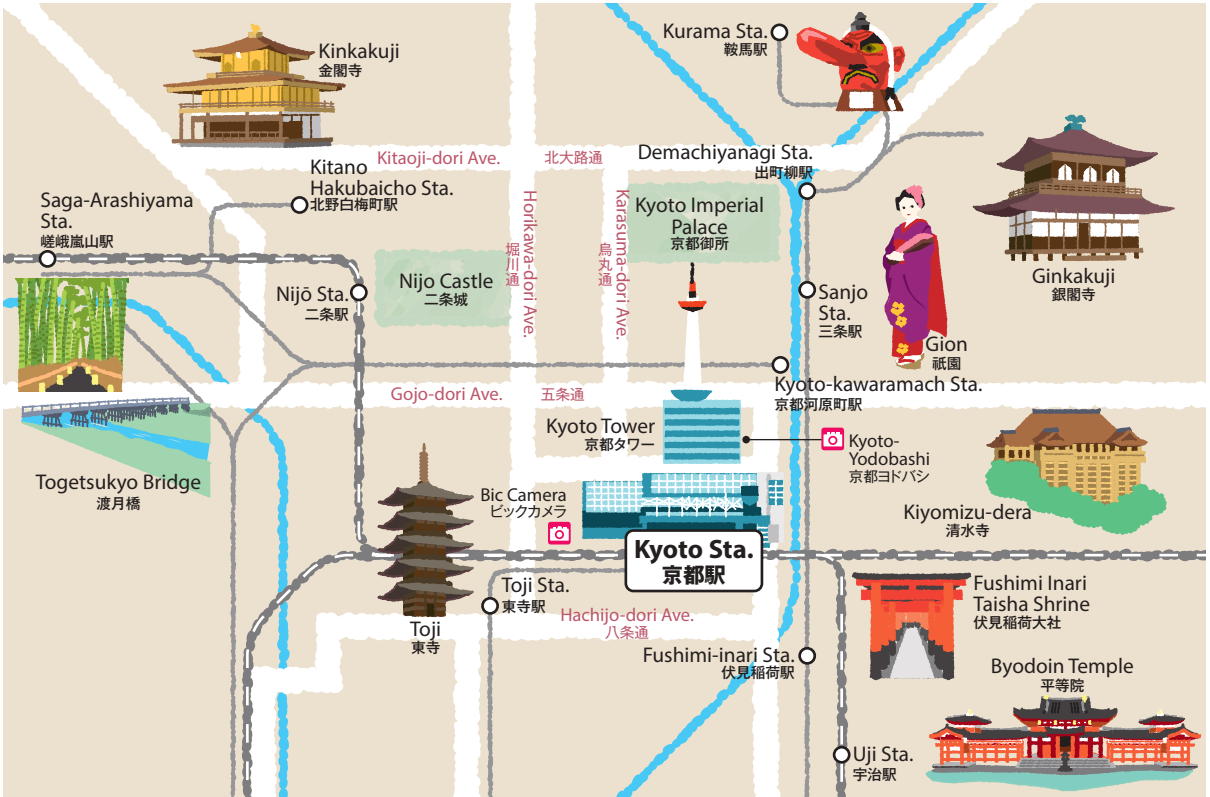 Kinkakuji
金閣寺
Kurama Sta.
鞍馬駅
Kitaoji-dori Ave.
北大路通
Demachiyanagi Sta.
出町柳駅
Kitano
Hakubaicho Sta.
北野白梅町駅
Saga-Arashiyama
Sta.
嵯峨嵐山駅
Horikawa-dori Ave.
堀川通
Karasuma-dori Ave.
烏丸通
Kyoto Imperial
Palace
京都御所
Ginkakuji
銀閣寺
Nijō Sta.
二条駅
Nijo Castle
二条城
Sanjo
Sta.
三条駅
Gion
祇園
Gojo-dori Ave.
五条通
Kyoto-kawaramach Sta.
京都河原町駅
Kyoto Tower
京都タワー
Kyoto-
Yodobashi
京都ヨドバシ
Togetsukyo Bridge
渡月橋
Bic Camera
ビックカメラ
Kiyomizu-dera
清水寺
Kyoto Sta.
京都駅
Toji Sta.
東寺駅
Toji
東寺
Hachijo-dori Ave.
八条通
Fushimi Inari
Taisha Shrine
伏見稲荷大社
Fushimi-inari Sta.
伏見稲荷駅
Byodoin Temple
平等院
Uji Sta.
宇治駅